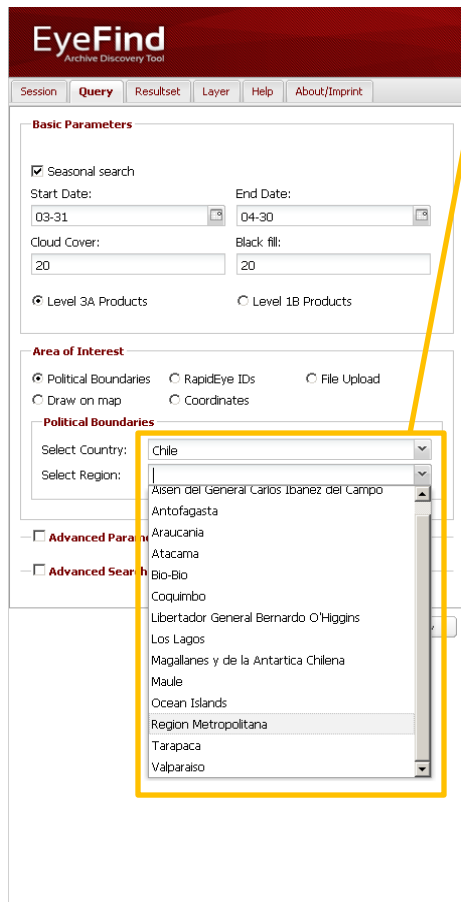 EyeFind
Archive Discovery Tool
Session Query Resultset Layer Help About/Imprint
Basic Parameters
Seasonal search
Start Date: End Date:
03-31 04-30
Cloud Cover: Black fill:
20 20
Level 3A Products Level 1B Products
Area of Interest
Political Boundaries RapidEye IDs File Upload
Draw on map Coordinates
Political Boundaries
Select Country: Chile
Select Region:
Aisen del General Carlos Ibanez del Campo
Antofagasta
Araucania
Advanced Param
Atacama
Advanced Search
Bio-Bio
Coquimbo
Libertador General Bernardo O'Higgins
Los Lagos
Magallanes y de la Antartica Chilena
Maule
Ocean Islands
Region Metropolitana
Tarapaca
Valparaiso